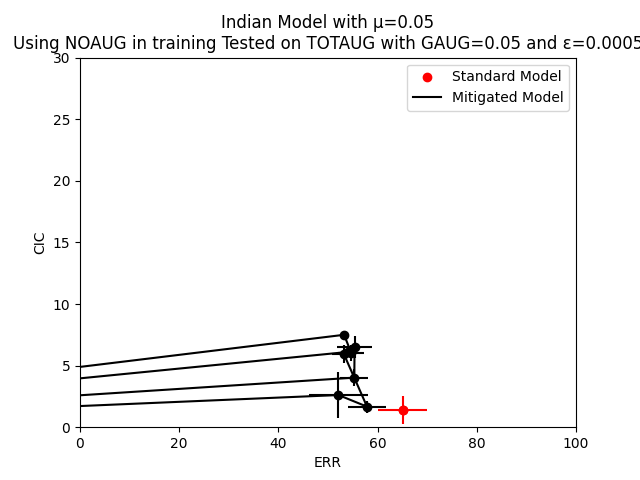 Indian Model with μ=0.05
Using NOAUG in training Tested on TOTAUG with GAUG=0.05 and ε=0.0005
Standard Model
Mitigated Model
30
25
20
15
10
5
0
CIC
0 20 40 60 80 100
ERR